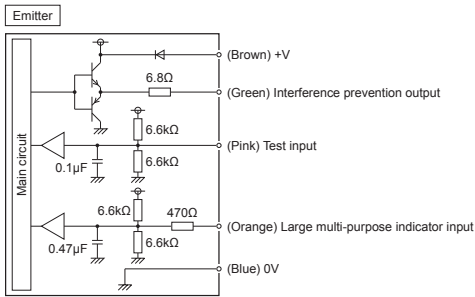 Emitter
(Brown) +V
6.8Ω
(Green) Interference prevention output
6.6kΩ
(Pink) Test input
6.6kΩ
0.1µF
Main circuit
6.6kΩ
470Ω
(Orange) Large multi-purpose indicator input
6.6kΩ
0.47µF
(Blue) 0V